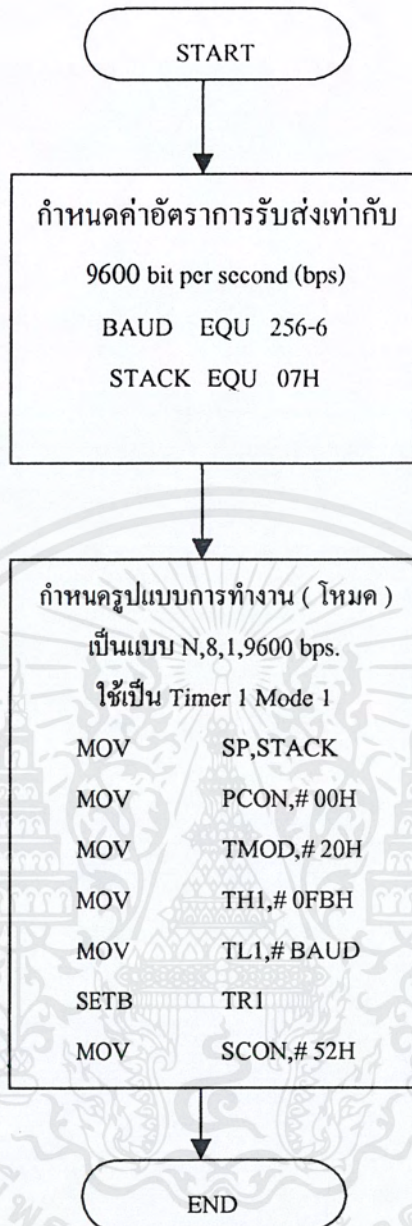 START
กำหนดค่าอัตราการรับส่งเท่ากับ
9600 bit per second (bps)
BAUD EQU 256-6
STACK EQU 07H
กำหนดรูปแบบการทำงาน ( โหมด )
เป็นแบบ N,8,1,9600 bps.
ใช้เป็น Timer 1 Mode 1
MOV SP,STACK
MOV PCON,# 00H
MOV TMOD,# 20H
MOV TH1,# 0FBH
MOV TL1,# BAUD
SETB TR1
MOV SCON,# 52H
END